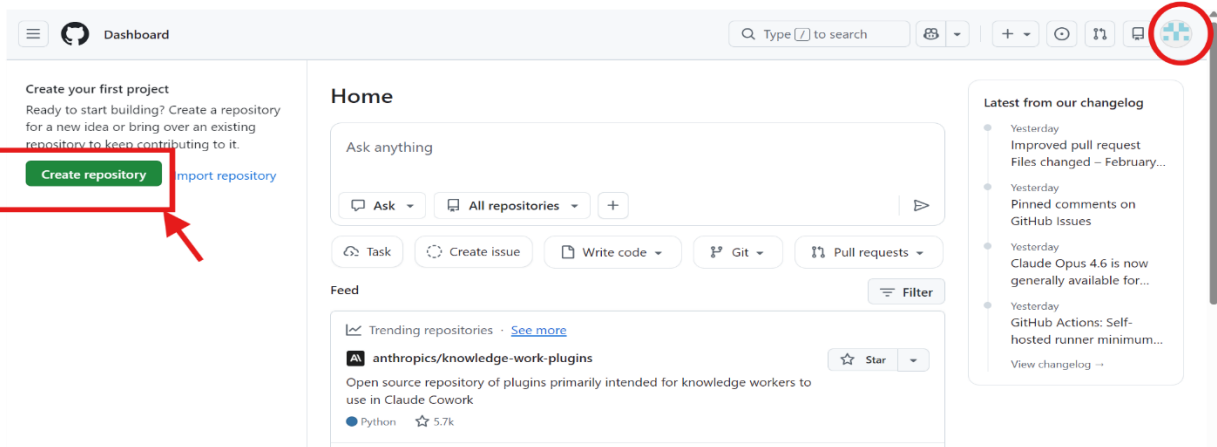 Dashboard
Type / to search
Create your first project
Ready to start building? Create a repository
for a new idea or bring over an existing
repository to keep contributing to it.
Create repository
mport repository
Home
Ask anything
Ask
All repositories
Task
Create issue
Write code
Git
Pull requests
Feed
Filter
Trending repositories · See more
anthropics/knowledge-work-plugins
Star
Open source repository of plugins primarily intended for knowledge workers to
use in Claude Cowork
Python
5.7k
Latest from our changelog
Yesterday
Improved pull request
Files changed – February...
Yesterday
Pinned comments on
GitHub Issues
Yesterday
Claude Opus 4.6 is now
generally available for...
Yesterday
GitHub Actions: Self-
hosted runner minimum...
View changelog →